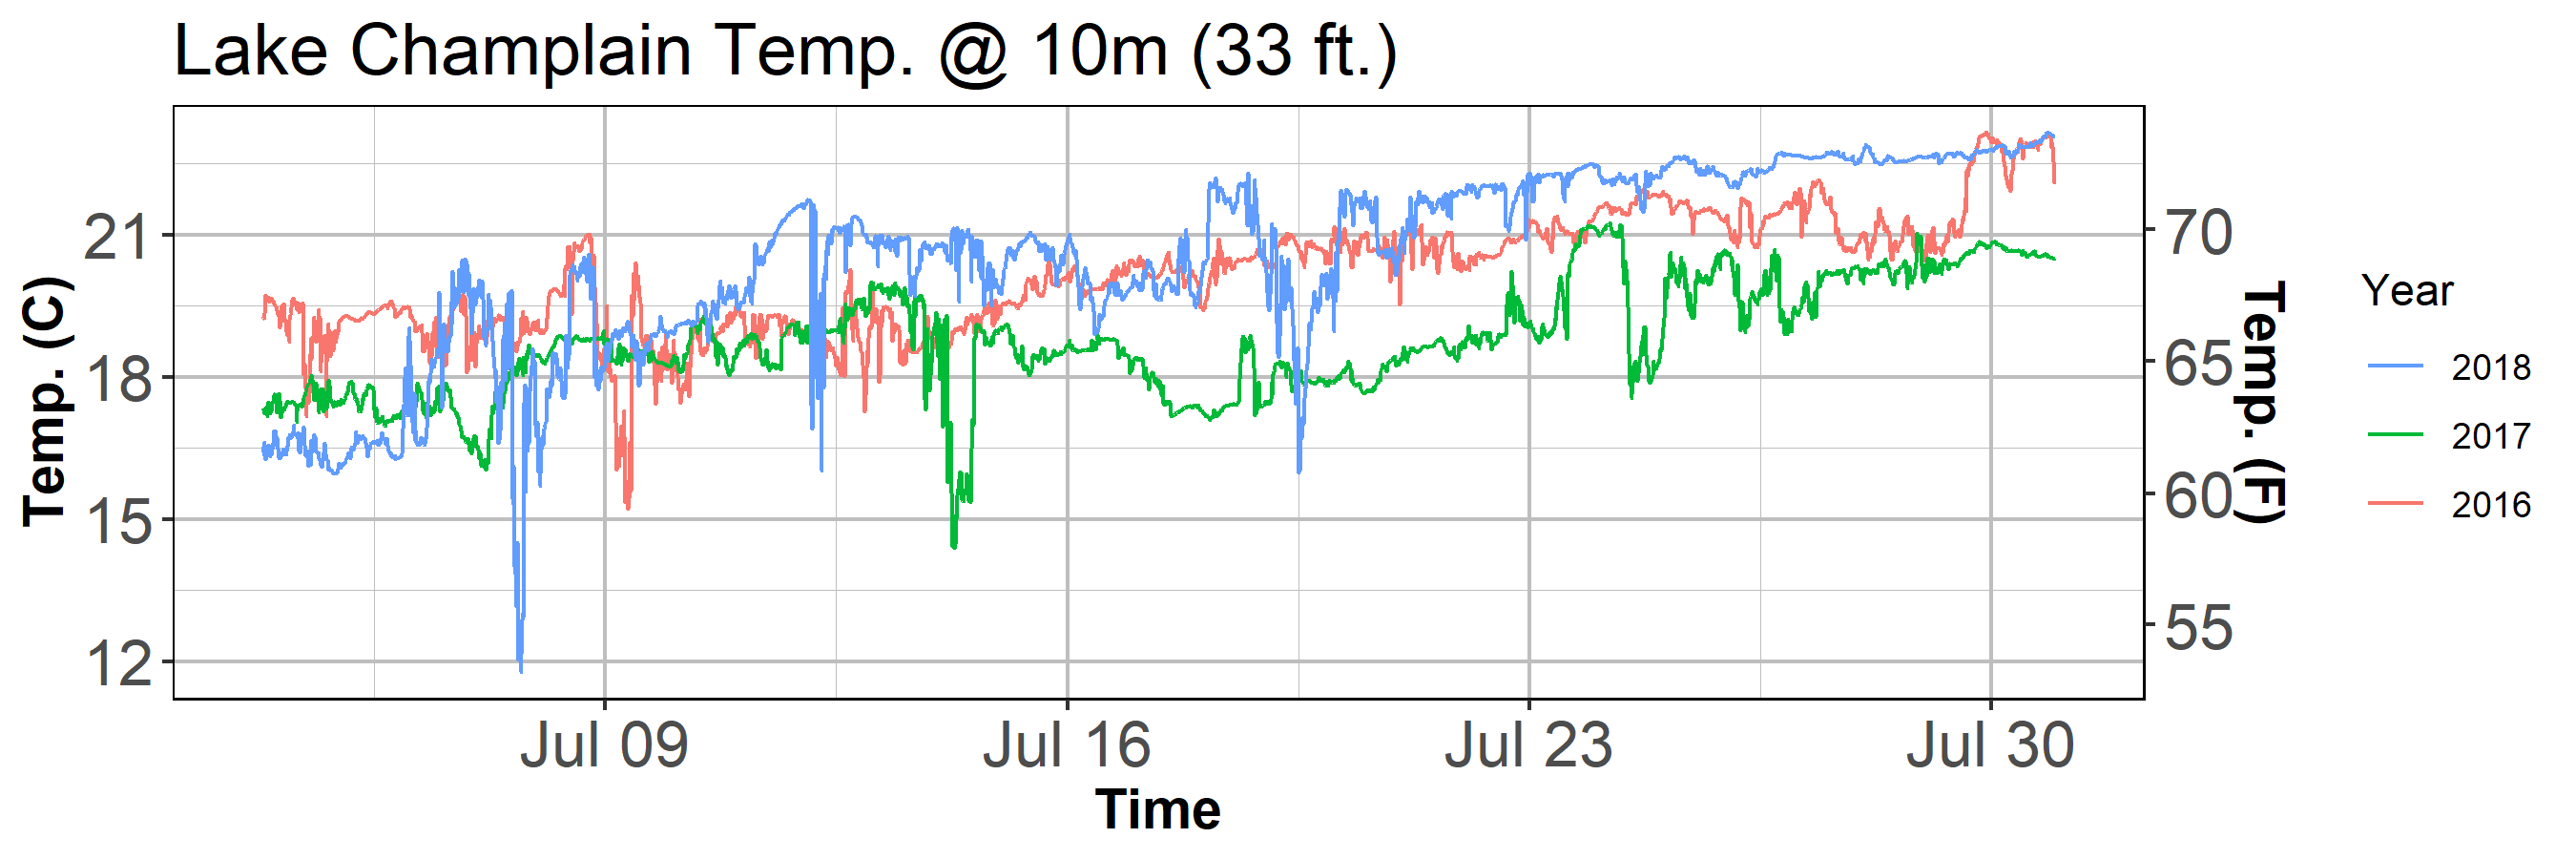 Lake Champlain Temp. @ 10m (33 ft.)
Temp. (C)
21
18
15
12
70
65
60
55
Temp. (F)
Jul 09
Jul 16
Jul 23
Jul 30
Time
Year
2018
2017
2016